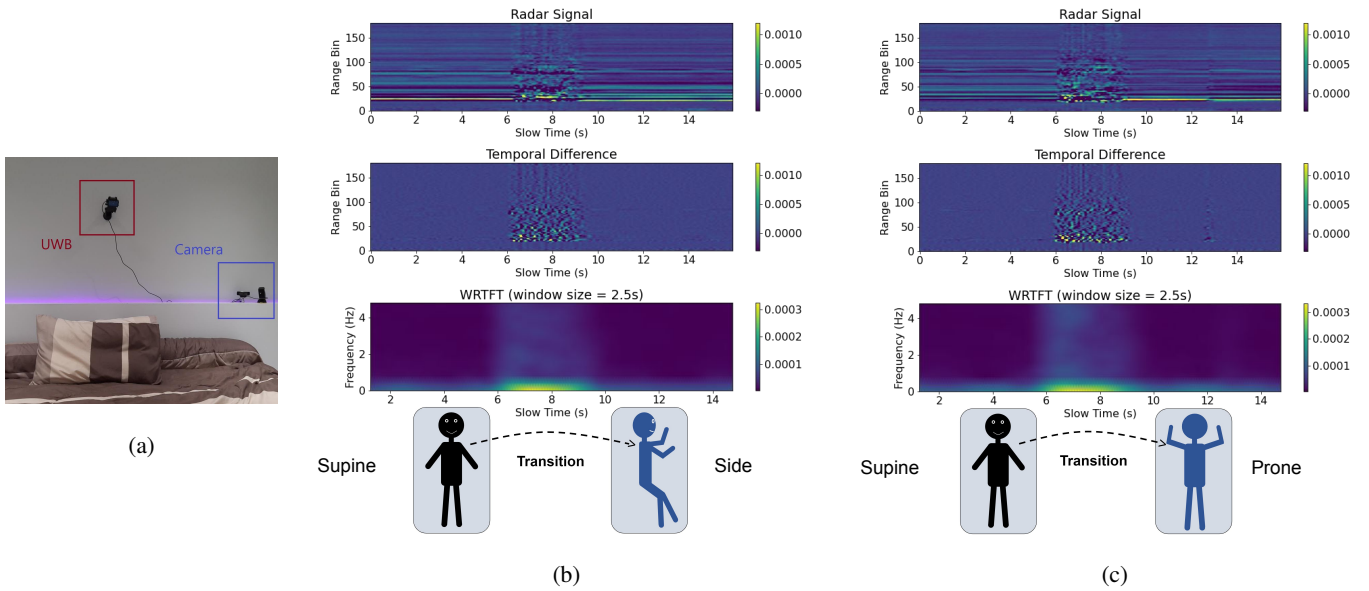 UWB
Camera
(a)
Radar Signal
Range Bin
150
100
50
0
0 2 4 6 8 10 12 14
Slow Time (s)
0.0010
0.0005
0.0000
Temporal Difference
Range Bin
150
100
50
0
0 2 4 6 8 10 12 14
Slow Time (s)
0.0010
0.0005
0.0000
WRTFT (window size = 2.5s)
Frequency (Hz)
4
2
0
2 4 6 8 10 12 14
Slow Time (s)
0.0003
0.0002
0.0001
Supine
Transition
Side
(b)
Radar Signal
Range Bin
150
100
50
0
0 2 4 6 8 10 12 14
Slow Time (s)
0.0010
0.0005
0.0000
Temporal Difference
Range Bin
150
100
50
0
0 2 4 6 8 10 12 14
Slow Time (s)
0.0010
0.0005
0.0000
WRTFT (window size = 2.5s)
Frequency (Hz)
4
2
0
2 4 6 8 10 12 14
Slow Time (s)
0.0003
0.0002
0.0001
Supine
Transition
Prone
(c)